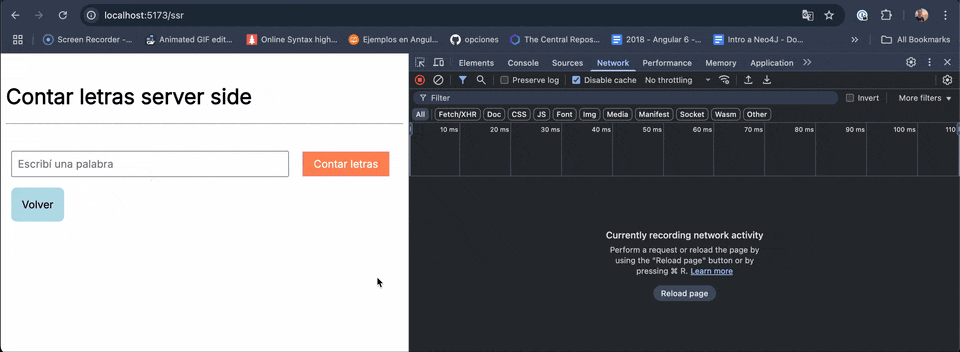 localhost:5173/ssr
Screen Recorder -... Animated GIF edit... Online Syntax high... Ejemplos en Angul... opciones The Central Repos... 2018 - Angular 6 -... Intro a Neo4J - Do... » All Bookmarks
Elements Console Sources Network Performance Memory Application »
Preserve log Disable cache No throttling
Filter Invert More filters
All Fetch/XHR Doc CSS JS Font Img Media Manifest Socket Wasm Other
10 ms 20 ms 30 ms 40 ms 50 ms 60 ms 70 ms 80 ms 90 ms 100 ms 110
Contar letras server side
Escribí una palabra
Contar letras
Volver
Currently recording network activity
Perform a request or reload the page by
using the "Reload page" button or by
pressing ⌘ R. Learn more
Reload page